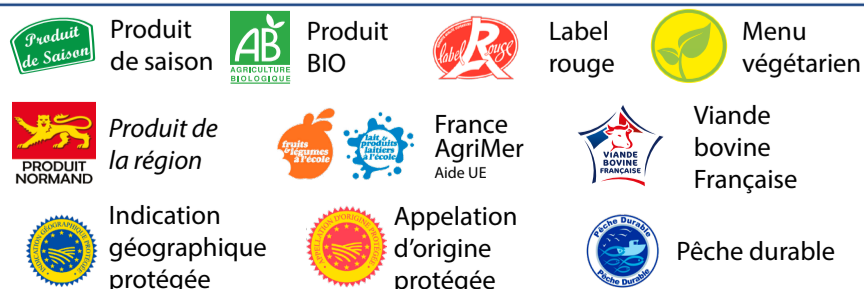 Produit
de Saison
Produit
de saison
AB
AGRICULTURE
BIOLOGIQUE
Produit
BIO
label Rouge
Label
rouge
Menu
végétarien
PRODUIT
NORMAND
Produit de
la région
fruits
&légumes
à l'école
lait &
produits
laitiers
à l'école
France
AgriMer
Aide UE
VIANDE
BOVINE
FRANÇAISE
Viande
bovine
Française
INDICATION GÉOGRAPHIQUE PROTÉGÉE
Indication
géographique
protégée
APPELLATION D'ORIGINE PROTÉGÉE
Appelation
d'origine
protégée
Pêche Durable
Pêche Durable
Pêche durable